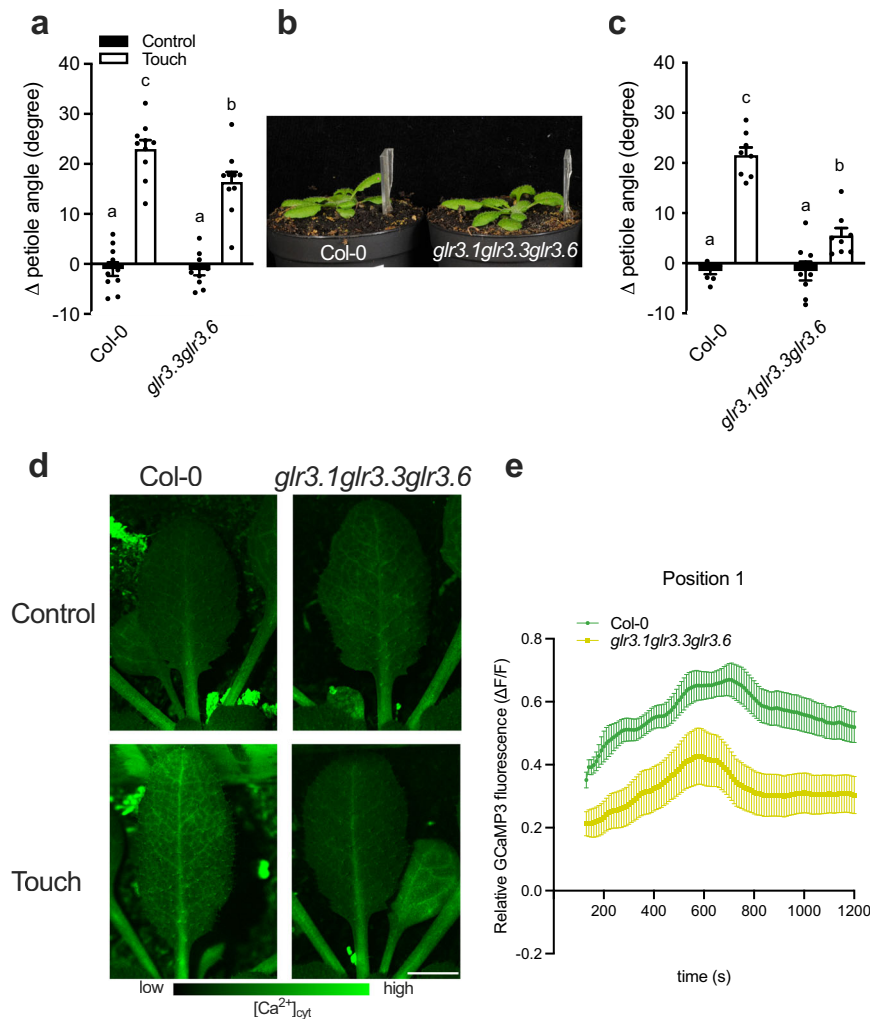 a
Control
Touch
Δ petiole angle (degree)
40
30
20
10
0
-10
a
c
a
b
Col-0
glr3.3glr3.6
b
Col-0
glr3.1glr3.3glr3.6
c
Δ petiole angle (degree)
40
30
20
10
0
-10
a
c
a
b
Col-0
glr3.1glr3.3glr3.6
d
Col-0
glr3.1glr3.3glr3.6
Control
Touch
low
high
[Ca²⁺]cyt
e
Position 1
Col-0
glr3.1glr3.3glr3.6
Relative GCaMP3 fluorescence (ΔF/F)
0.8
0.6
0.4
0.2
0.0
-0.2
200
400
600
800
1000
1200
time (s)